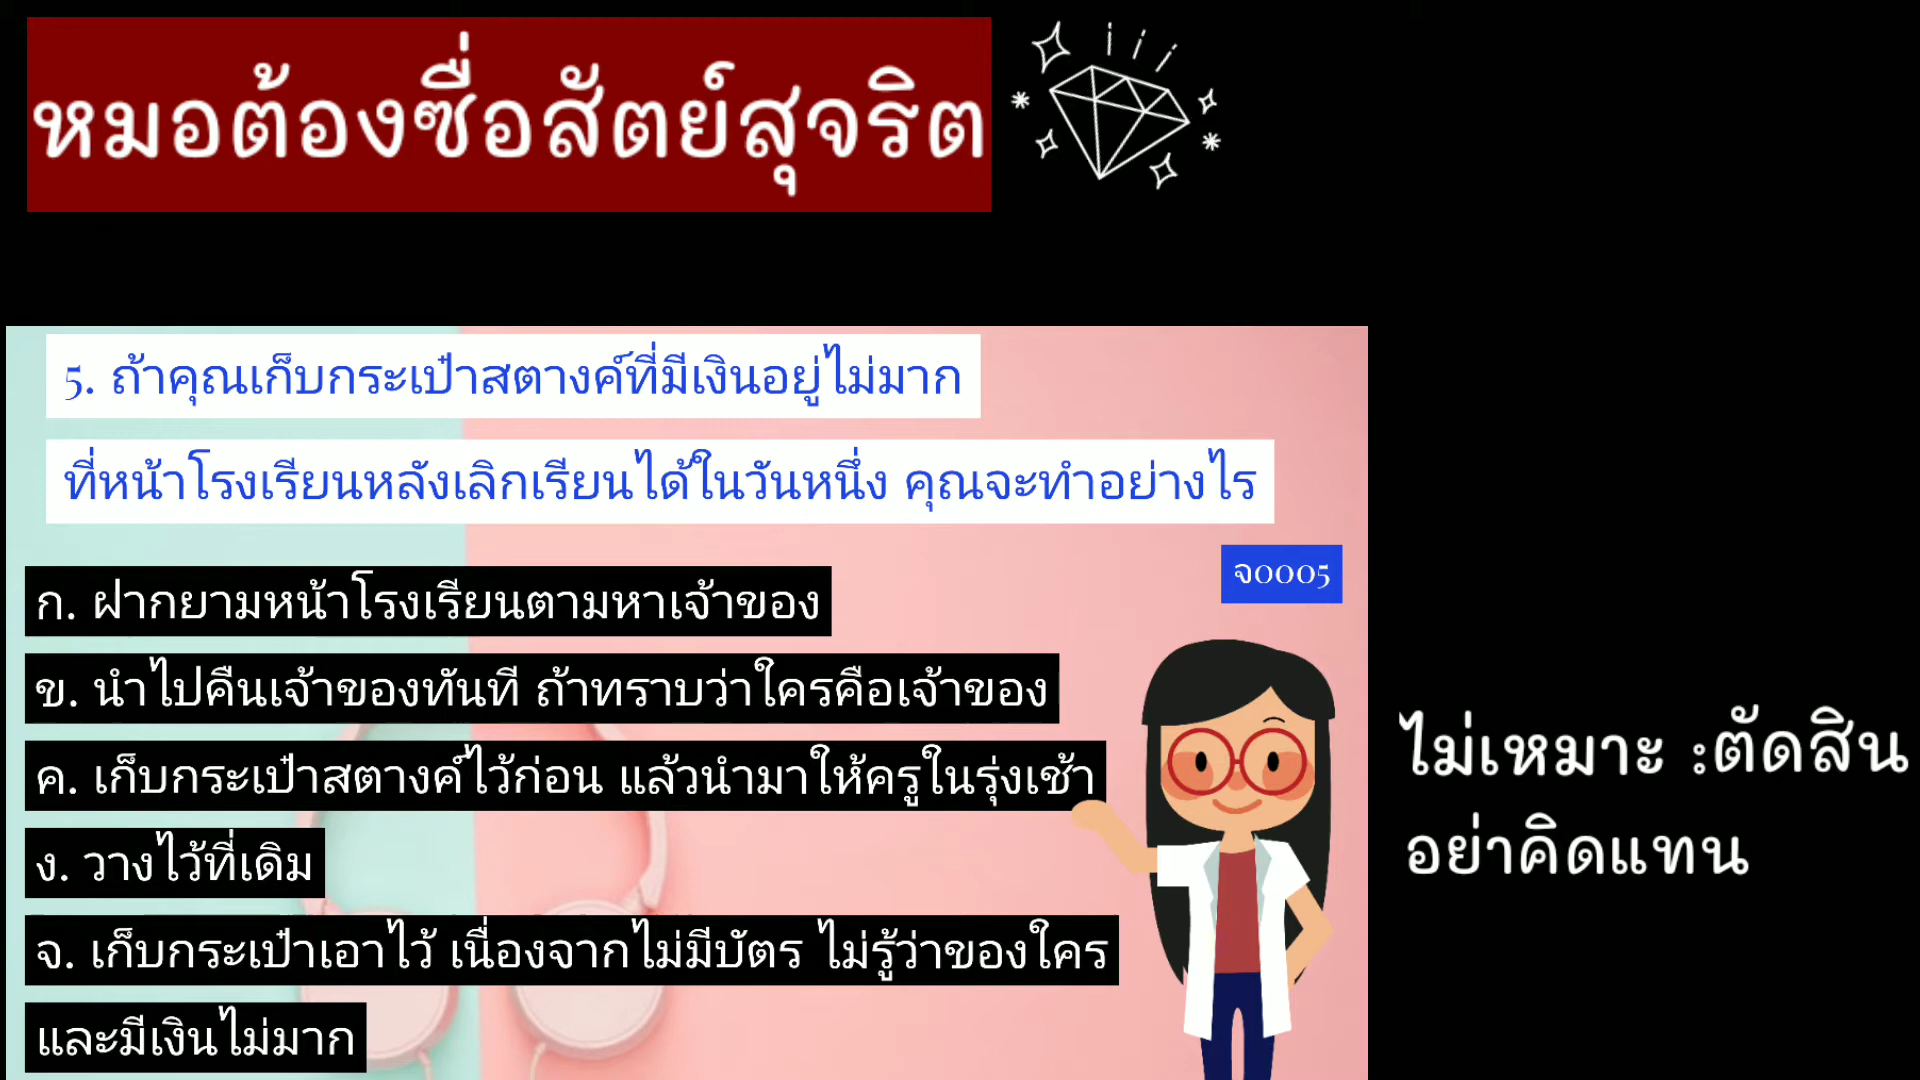 หมอต้องซื่อสัตย์สุจริต
5. ถ้าคุณเก็บกระเป๋าสตางค์ที่มีเงินอยู่ไม่มาก
ที่หน้าโรงเรียนหลังเลิกเรียนได้ในวันหนึ่ง คุณจะทำอย่างไร
จ0005
ก. ฝากยามหน้าโรงเรียนตามหาเจ้าของ
ข. นำไปคืนเจ้าของทันที ถ้าทราบว่าใครคือเจ้าของ
ค. เก็บกระเป๋าสตางค์ไว้ก่อน แล้วนำมาให้ครูในรุ่งเช้า
ง. วางไว้ที่เดิม
จ. เก็บกระเป๋าเอาไว้ เนื่องจากไม่มีบัตร ไม่รู้ว่าของใคร
และมีเงินไม่มาก
ไม่เหมาะ :ตัดสิน
อย่าคิดแทน